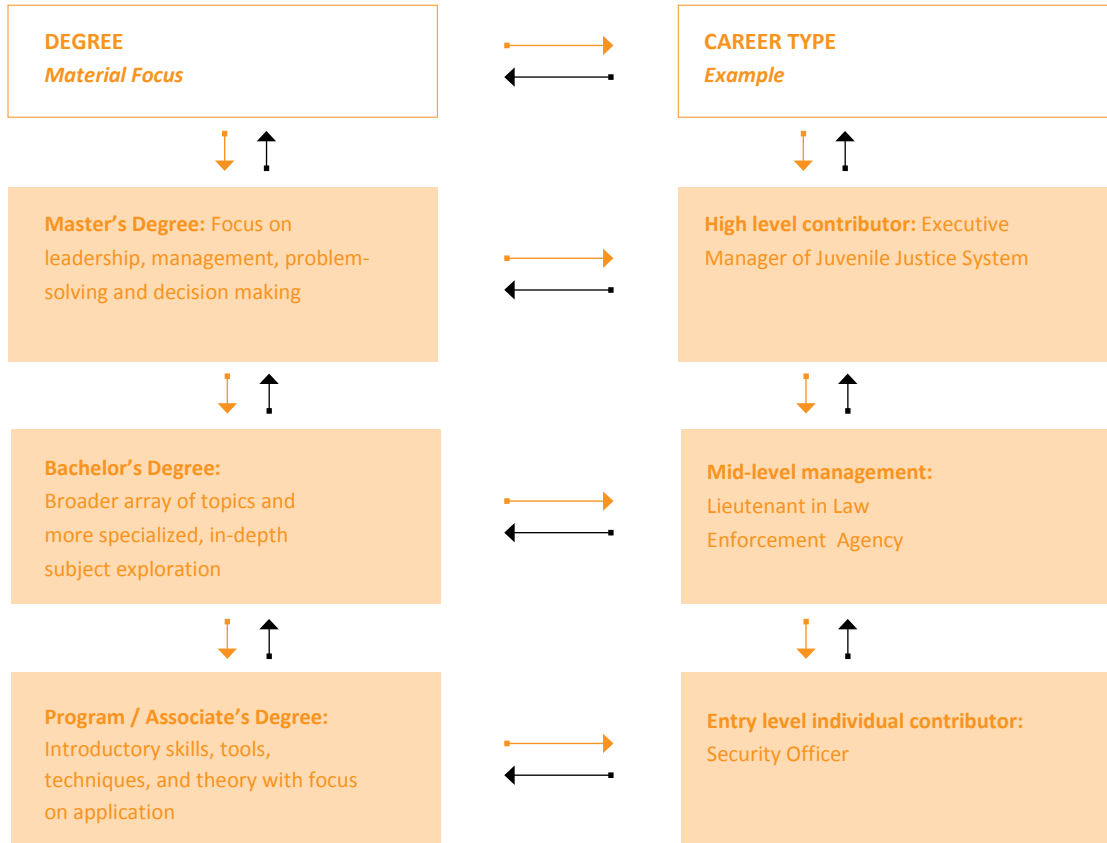 DEGREE
Material Focus
CAREER TYPE
Example
Master’s Degree: Focus on
leadership, management, problem-
solving and decision making
High level contributor: Executive
Manager of Juvenile Justice System
Bachelor’s Degree:
Broader array of topics and
more specialized, in-depth
subject exploration
Mid-level management:
Lieutenant in Law
Enforcement  Agency
Program / Associate’s Degree:
Introductory skills, tools,
techniques, and theory with focus
on application
Entry level individual contributor:
Security Officer